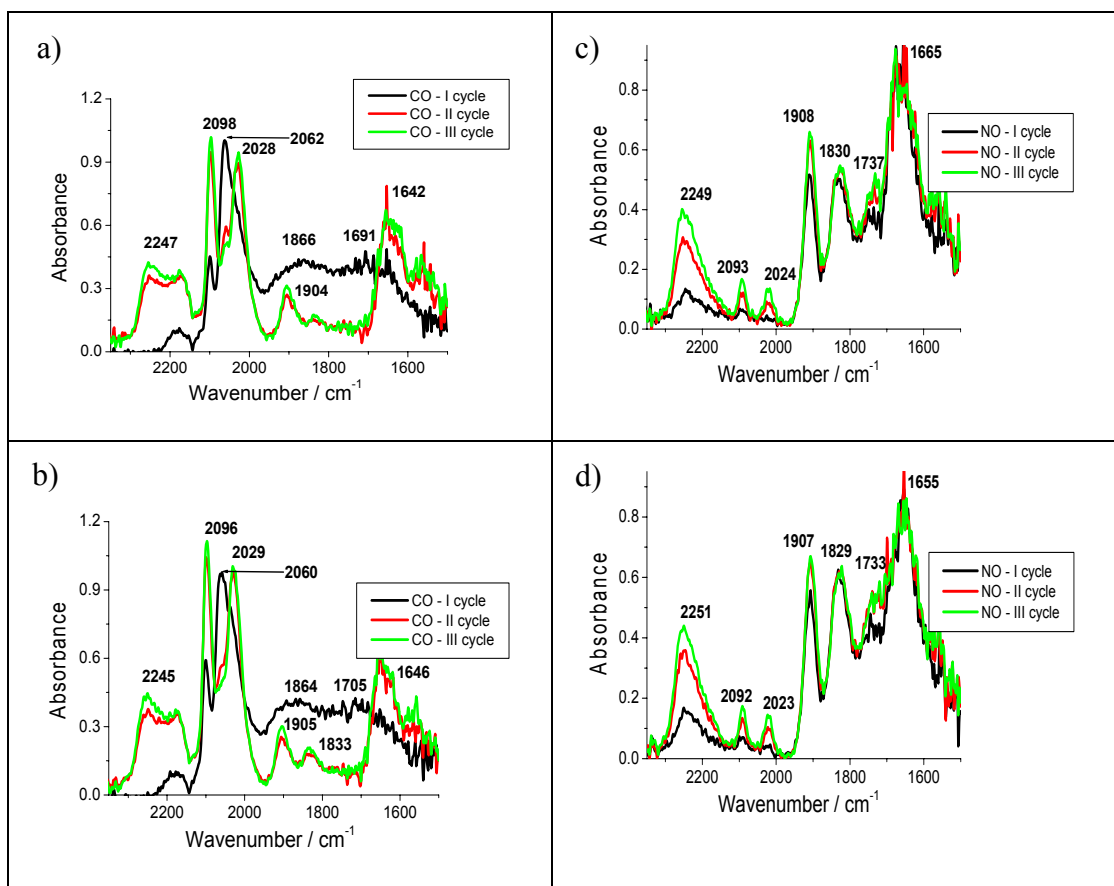 a)
CO - I cycle
CO - II cycle
CO - III cycle
2098
2062
2028
1642
2247
1866
1691
1904
1.2
0.9
0.6
0.3
0.0
Absorbance
2200 2000 1800 1600
Wavenumber / cm-1
c)
NO - I cycle
NO - II cycle
NO - III cycle
1665
1908
1830
1737
2249
2093
2024
0.8
0.6
0.4
0.2
0.0
Absorbance
2200 2000 1800 1600
Wavenumber / cm-1
b)
CO - I cycle
CO - II cycle
CO - III cycle
2096
2029
2060
2245
1864
1705
1646
1905
1833
1.2
0.9
0.6
0.3
0.0
Absorbance
2200 2000 1800 1600
Wavenumber / cm-1
d)
NO - I cycle
NO - II cycle
NO - III cycle
1655
1907
1829
1733
2251
2092
2023
0.8
0.6
0.4
0.2
0.0
Absorbance
2200 2000 1800 1600
Wavenumber / cm-1